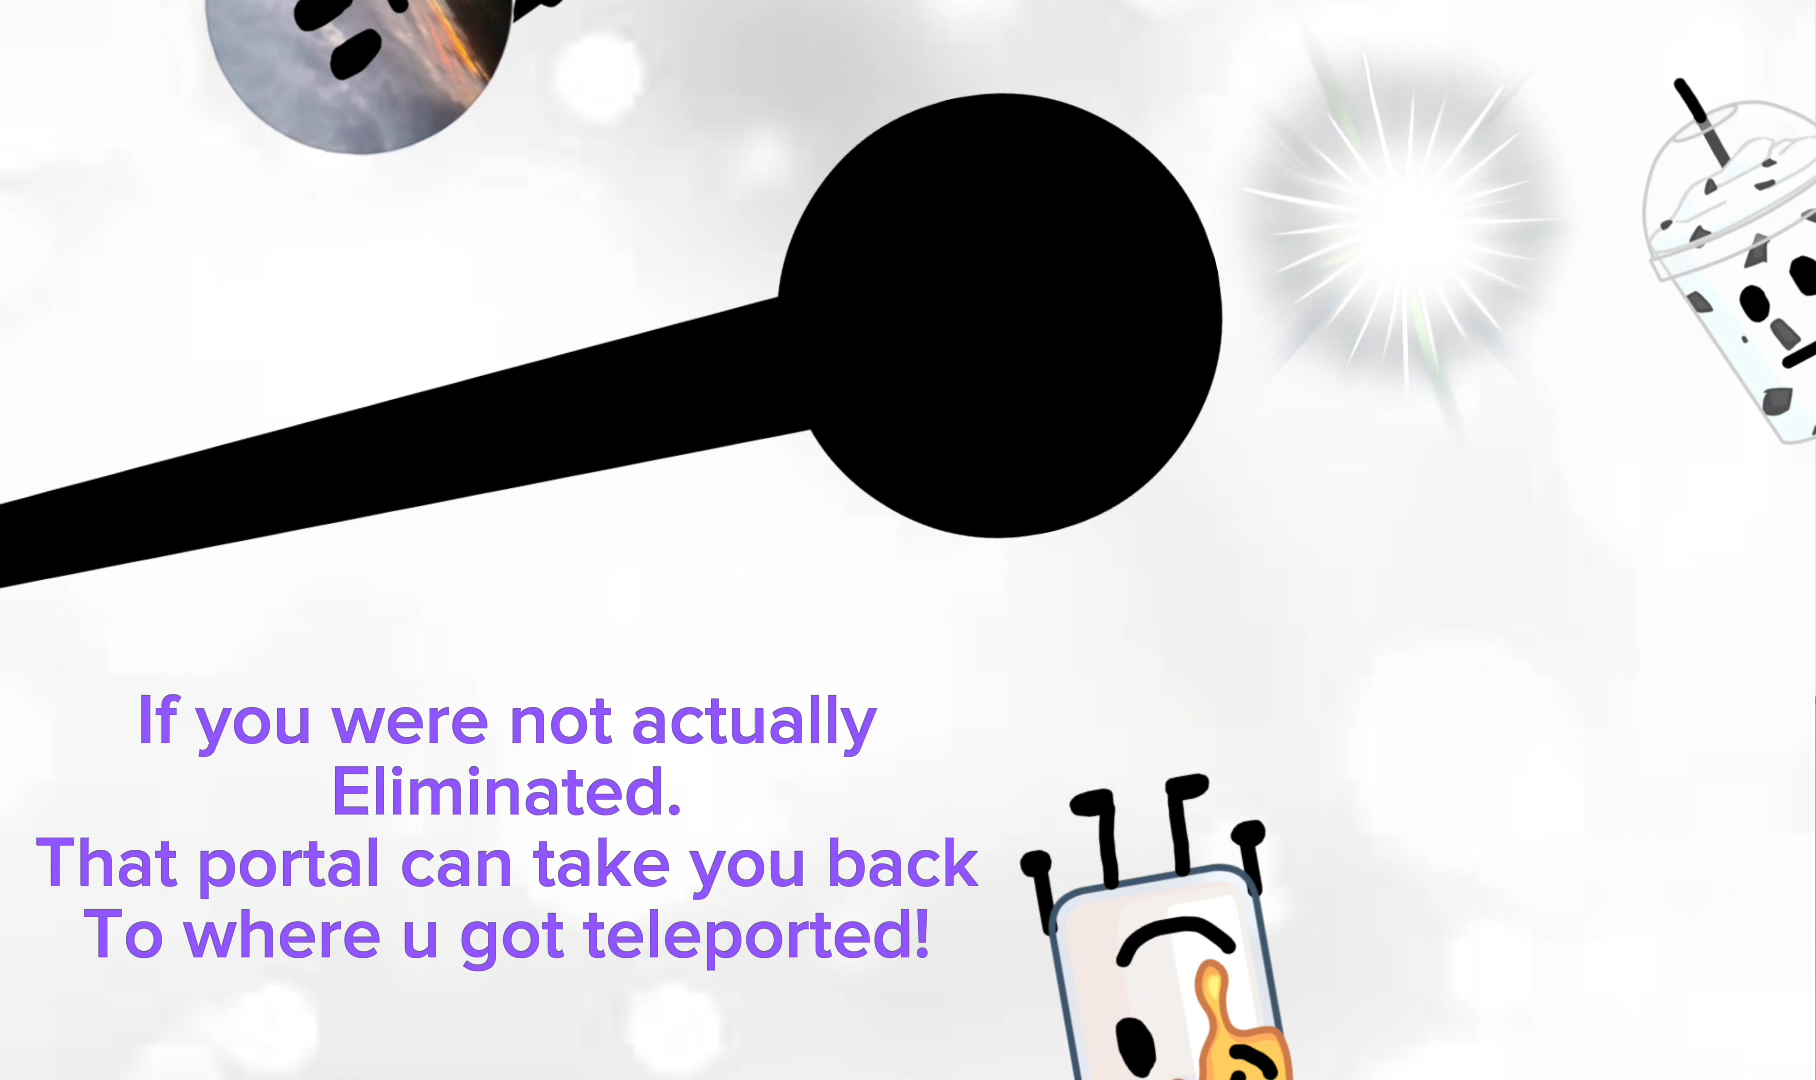 If you were not actually
Eliminated.
That portal can take you back
To where u got teleported!